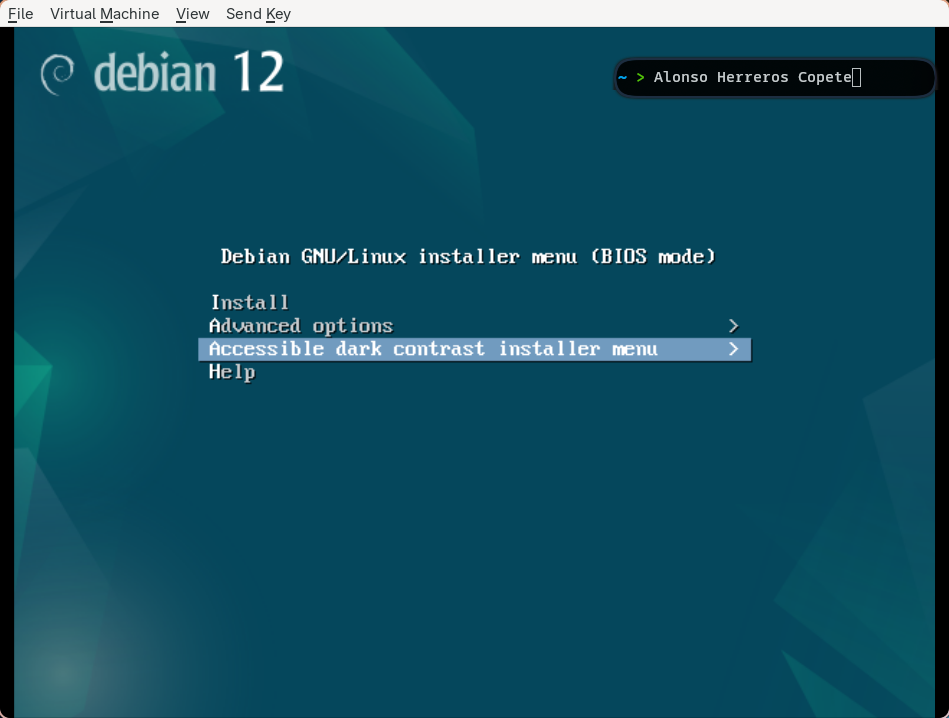 File Virtual Machine View Send Key
debian 12
~ > Alonso Herreros Copete
Debian GNU/Linux installer menu (BIOS mode)
Install
Advanced options >
Accessible dark contrast installer menu >
Help